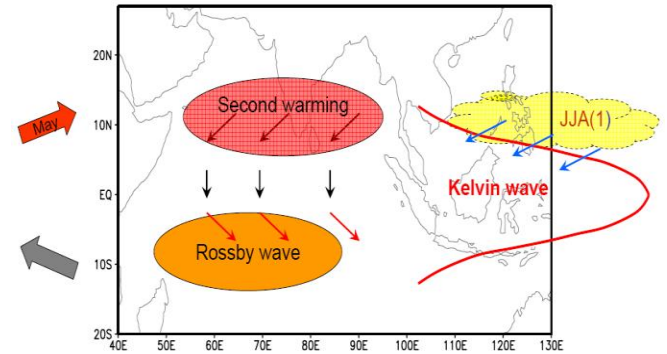 20N
Second warming
JJA(1)
May
10N
Kelvin wave
EQ
Rossby wave
10S
20S
40E 50E 60E 70E 80E 90E 100E 110E 120E 130E